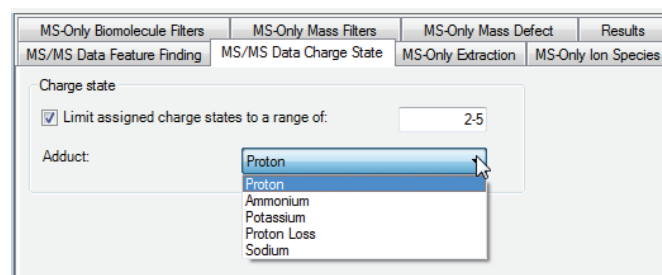 MS-Only Biomolecule Filters MS-Only Mass Filters MS-Only Mass Defect Results
MS/MS Data Feature Finding MS/MS Data Charge State MS-Only Extraction MS-Only Ion Species
Charge state
Limit assigned charge states to a range of: 2-5
Adduct: Proton
Proton
Ammonium
Potassium
Proton Loss
Sodium